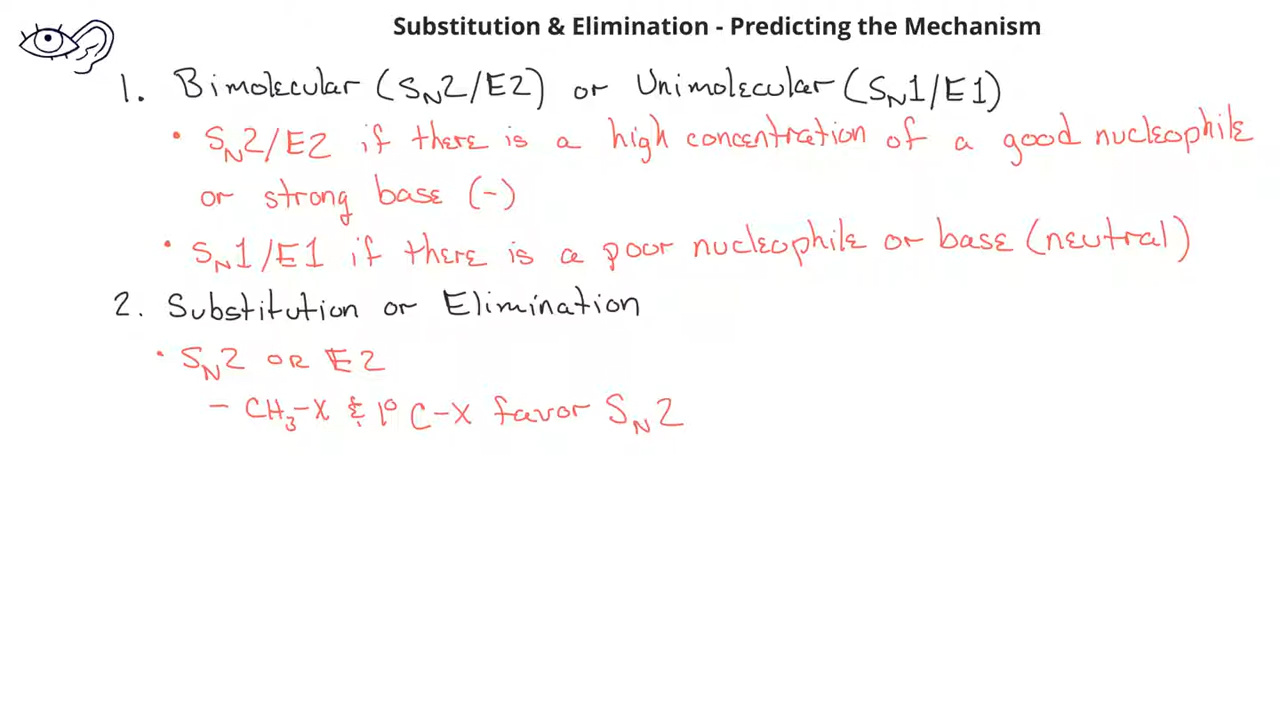 Substitution & Elimination - Predicting the Mechanism
1. Bimolecular (SN2/E2) or Unimolecular (SN1/E1)
• SN2/E2 if there is a high concentration of a good nucleophile
or strong base (-)
• SN1/E1 if there is a poor nucleophile or base (neutral)
2. Substitution or Elimination
• SN2 OR E2
- CH3-X & 1° C-X favor SN2